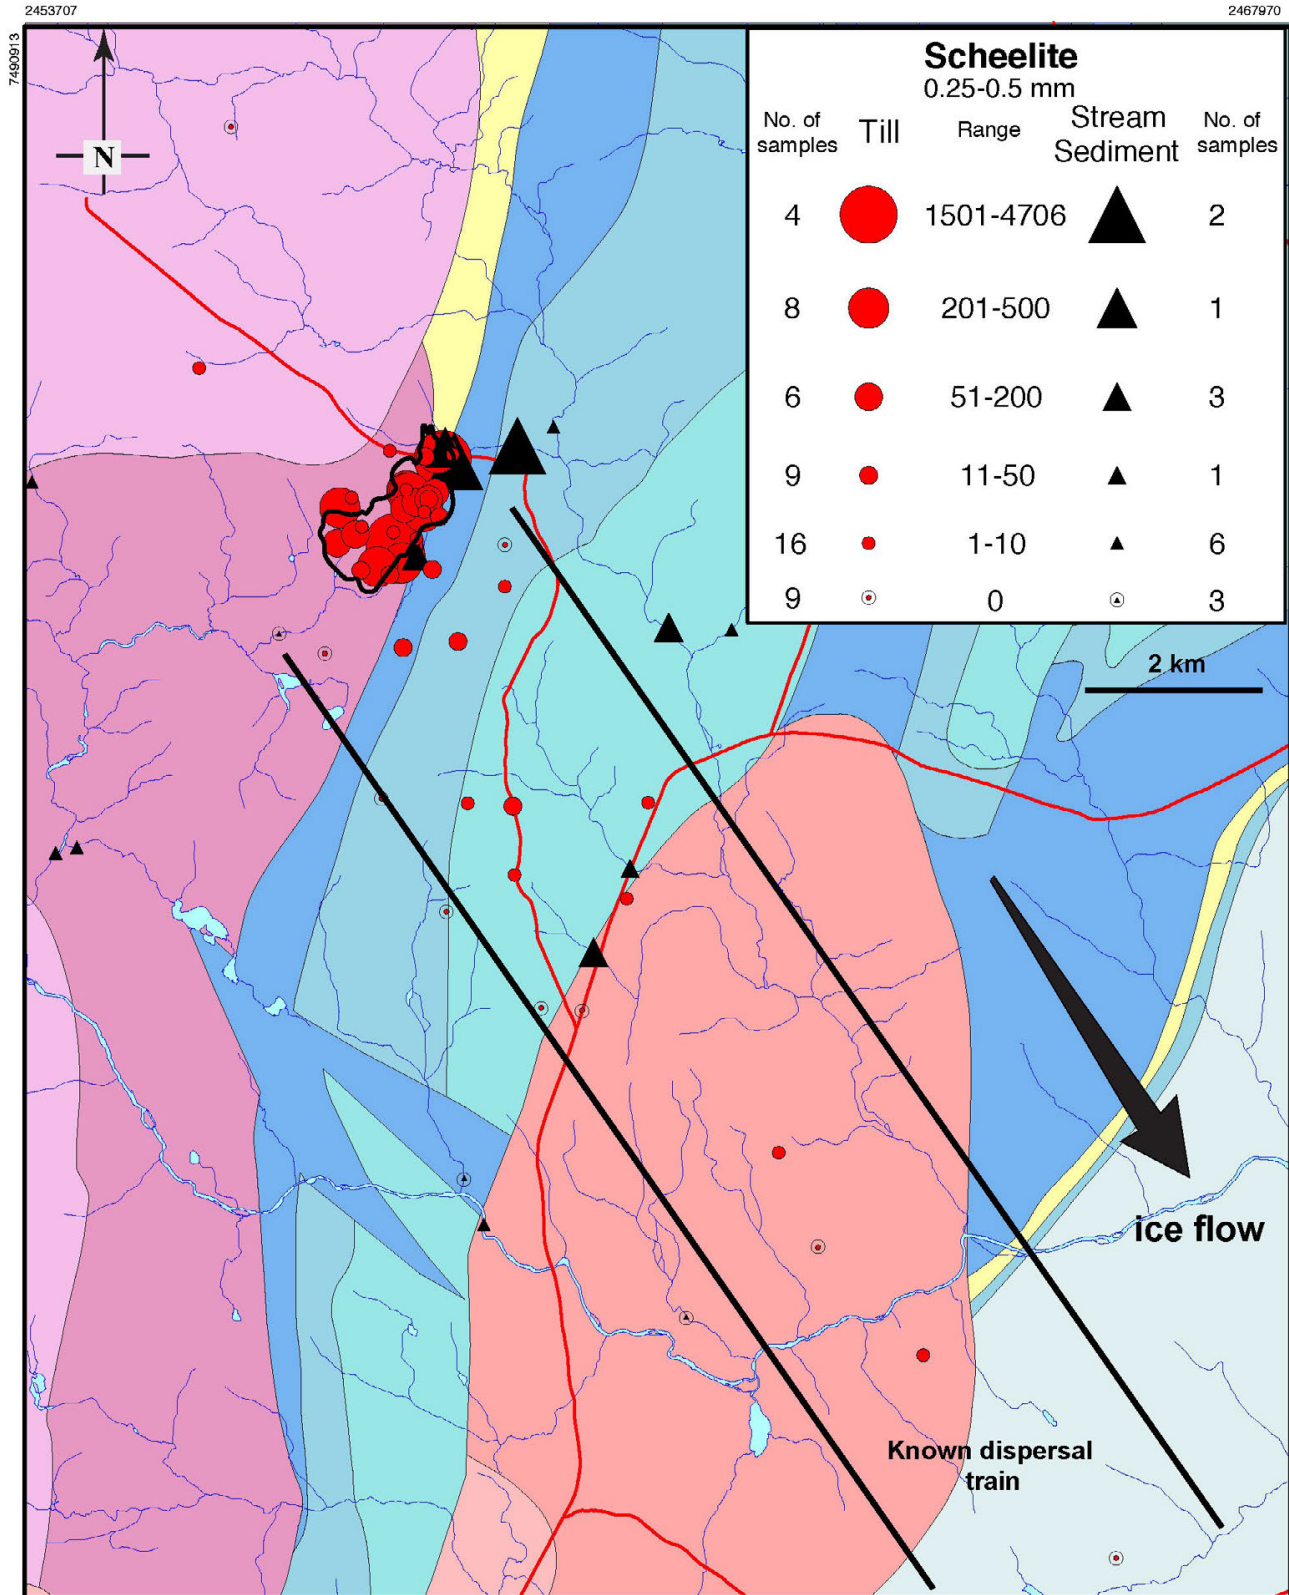 2453707
2467970
7490913
N
Scheelite
0.25-0.5 mm
No. of samples Till Range Stream Sediment No. of samples
4 1501-4706 2
8 201-500 1
6 51-200 3
9 11-50 1
16 1-10 6
9 0 3
2 km
ice flow
Known dispersal
train